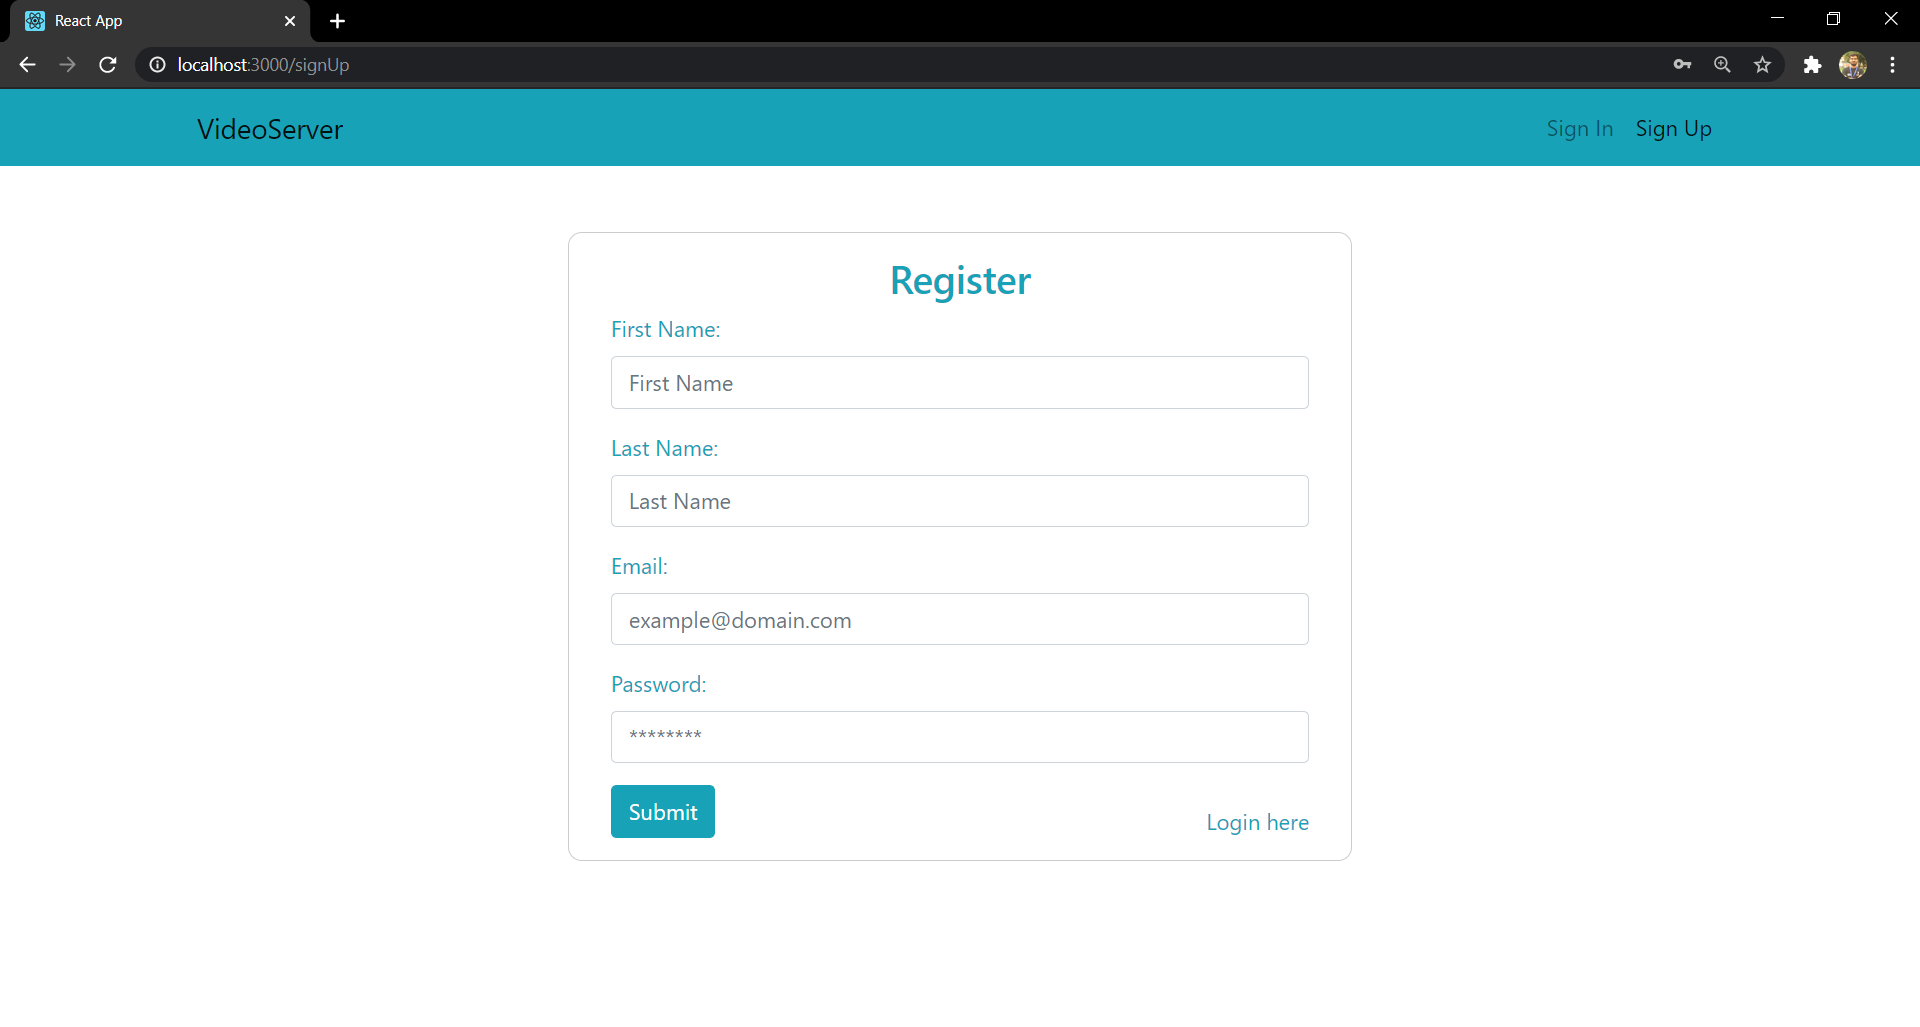 React App
localhost:3000/signUp
VideoServer
Sign In Sign Up
Register
First Name:
First Name
Last Name:
Last Name
Email:
example@domain.com
Password:
********
Submit
Login here